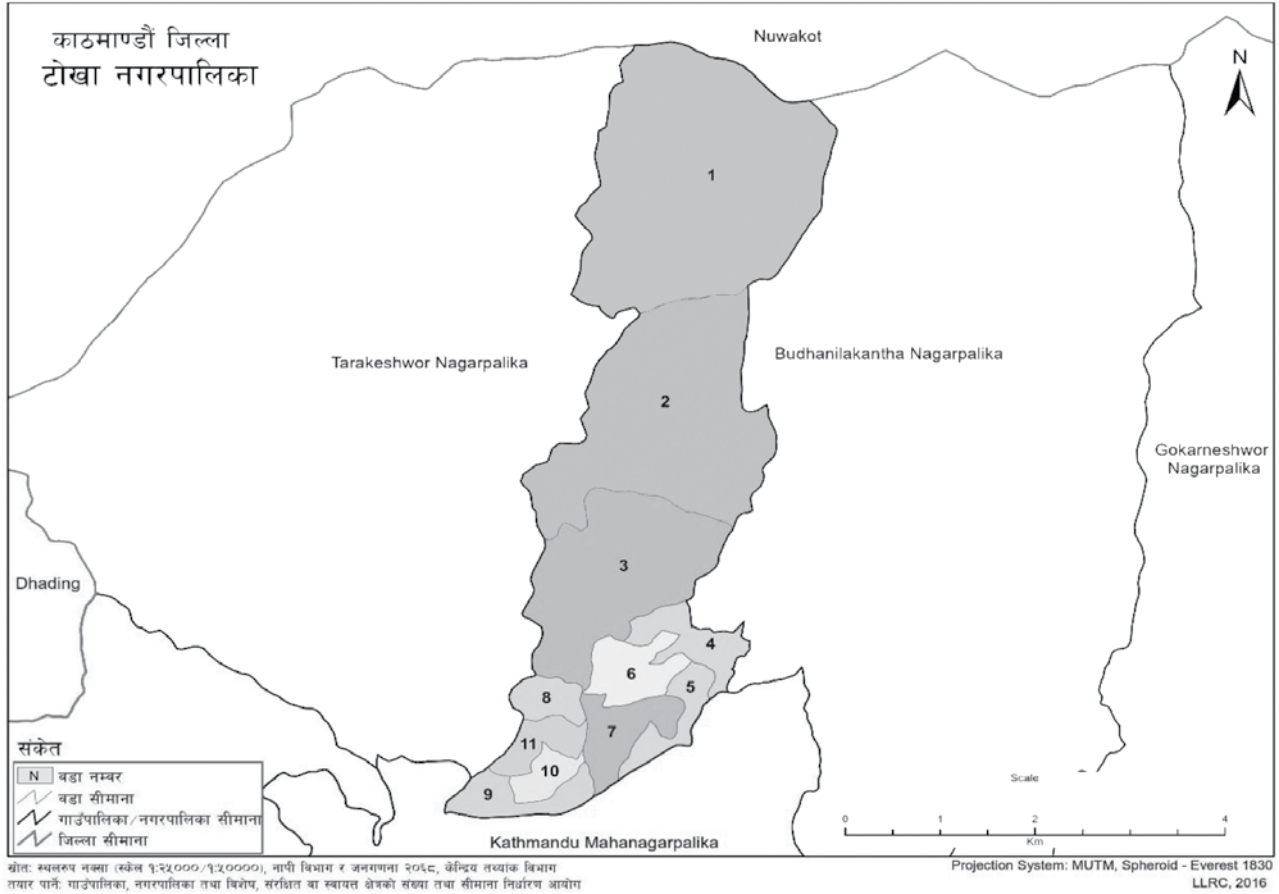 काठमाण्डौं जिल्ला
टोखा नगरपालिका
Nuwakot
N
1
Tarakeshwor Nagarpalika
Budhanilakantha Nagarpalika
2
Gokarneshwor
Nagarpalika
3
Dhading
4
6
5
8
7
11
10
9
Kathmandu Mahanagarpalika
संकेत
N वडा नम्बर
वडा सीमाना
गाउँपालिका/नगरपालिका सीमाना
जिल्ला सीमाना
Scale
0 1 2 4
Km
स्रोत: स्थलरुप नक्सा (स्केल १:२५०००/१:५००००), नापी विभाग र जनगणना २०६८, केन्द्रिय तथ्यांक विभाग
तयार पार्ने: गाउँपालिका, नगरपालिका तथा विशेष, संरक्षित वा स्वायत्त क्षेत्रको संख्या तथा सीमाना निर्धारण आयोग
Projection System: MUTM, Spheroid - Everest 1830
LLRC, 2016